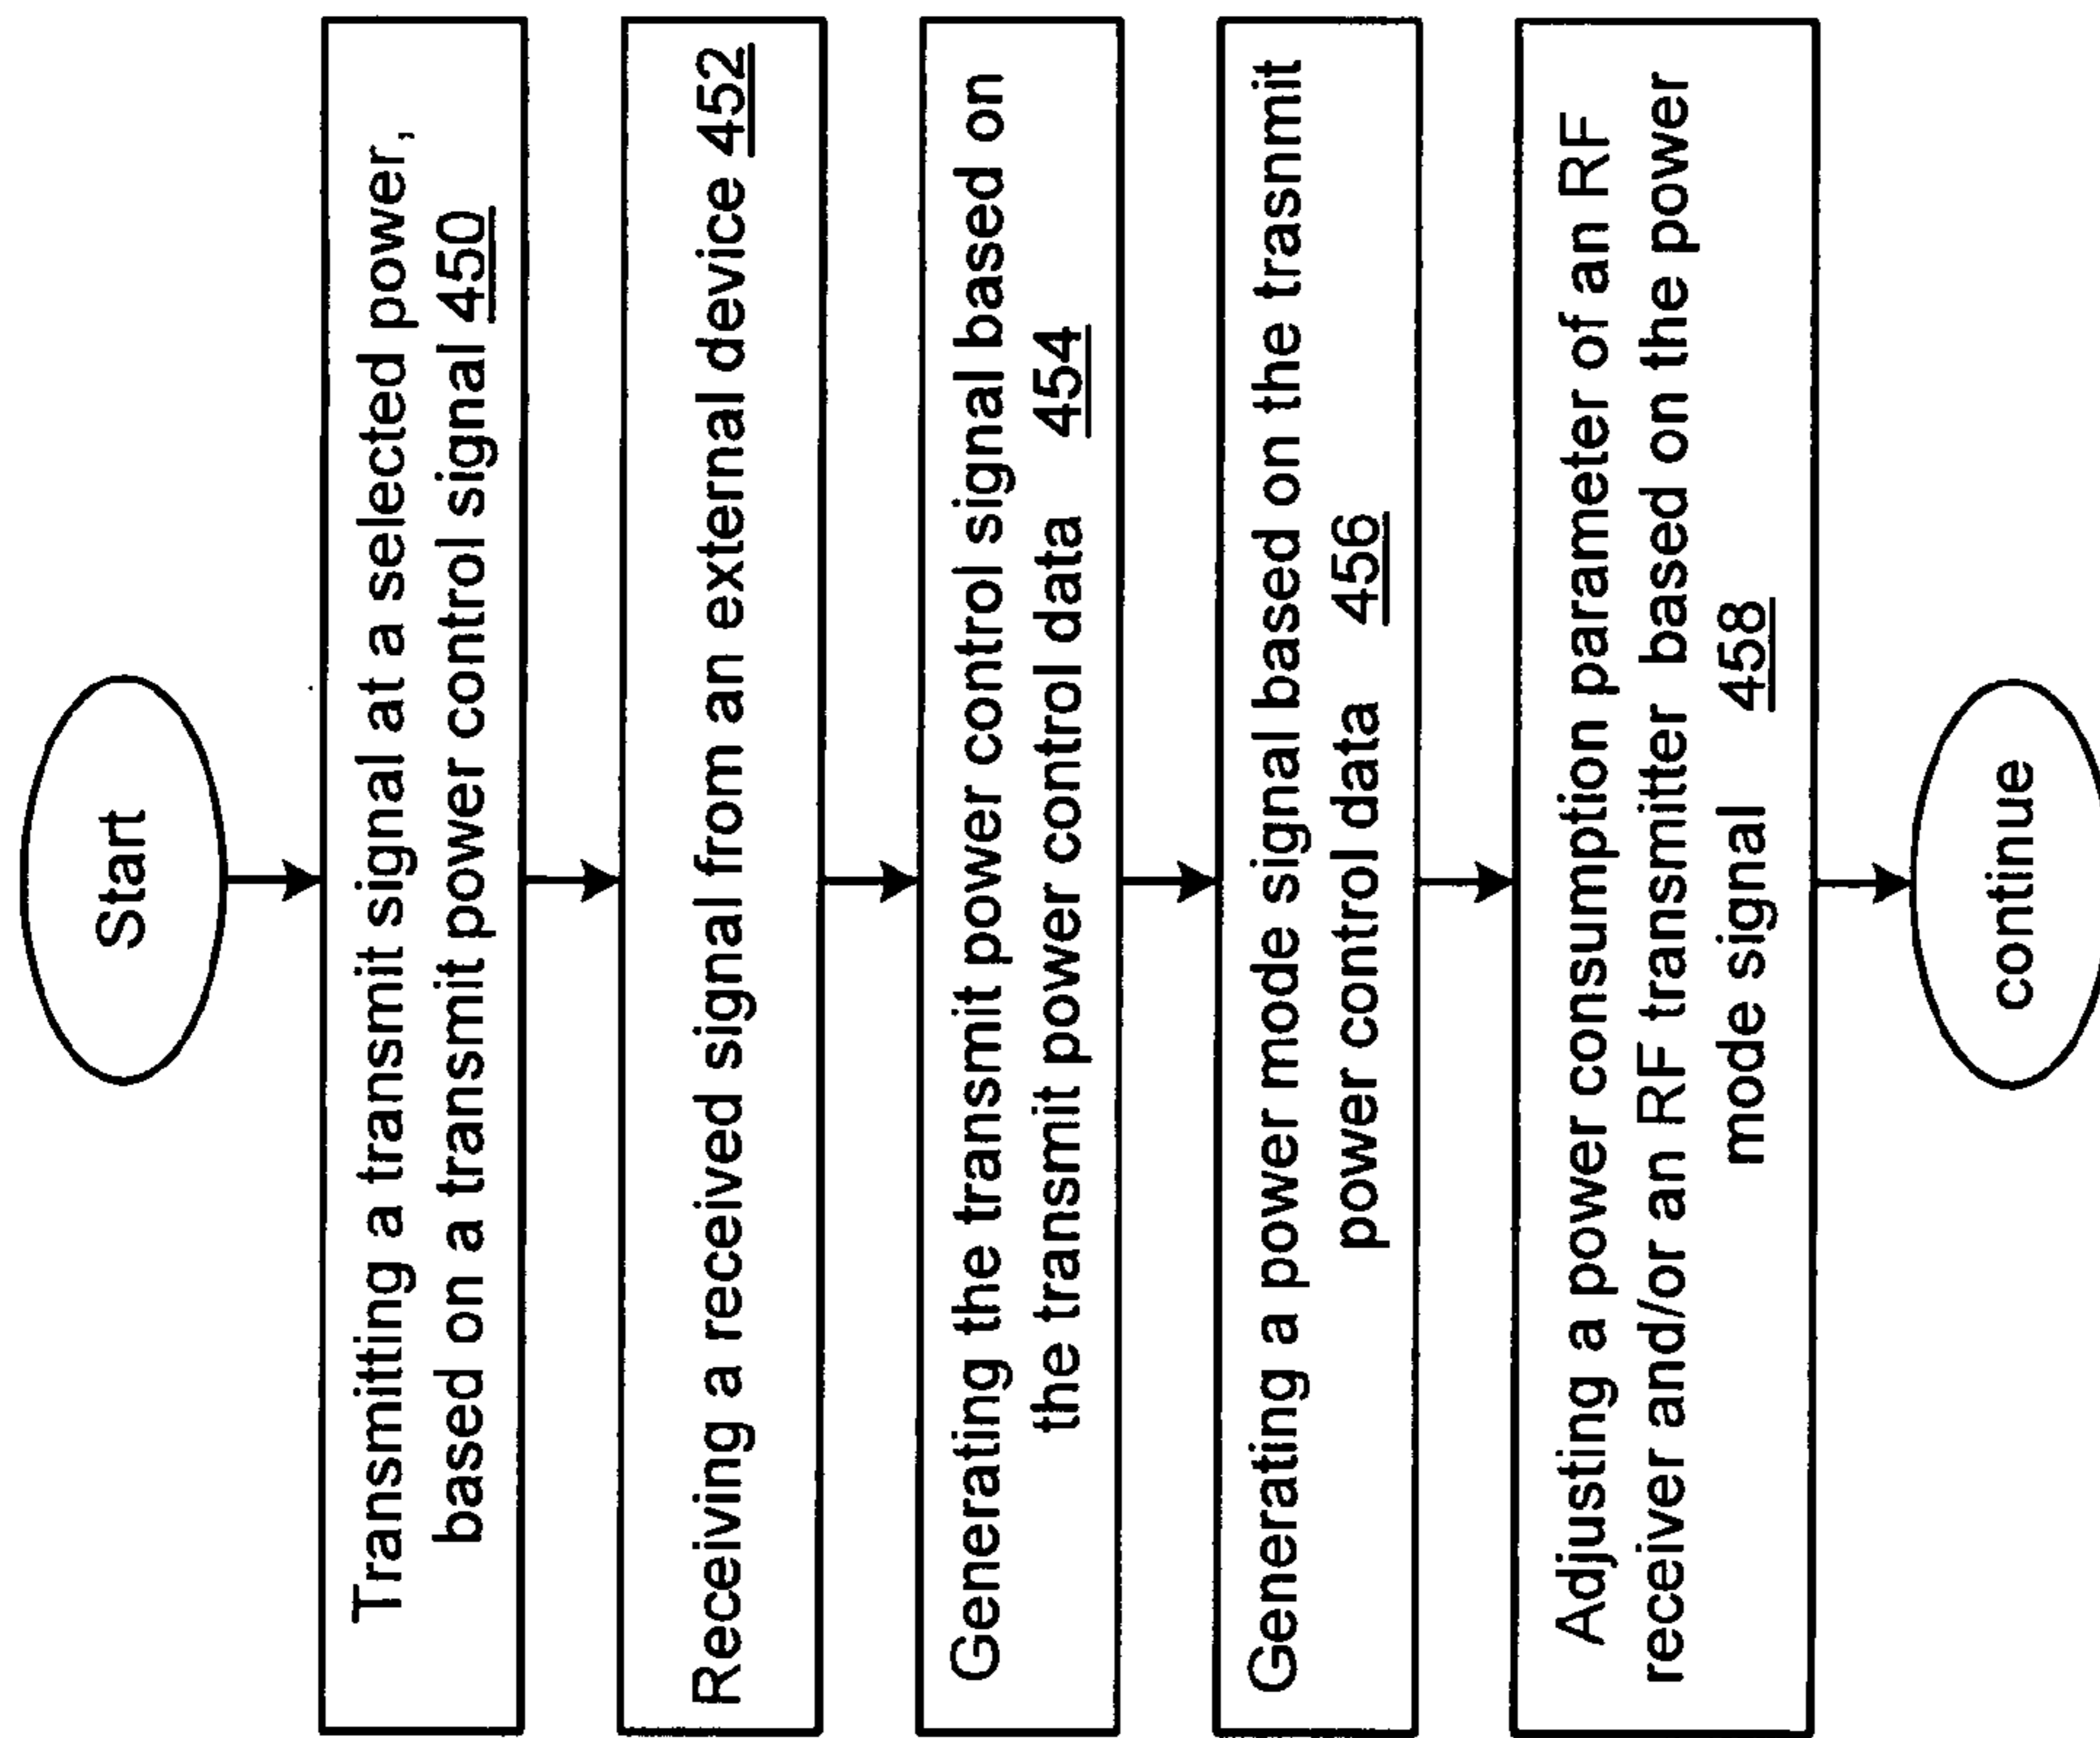 Start
Transmitting a transmit signal at a selected power,
based on a transmit power control signal 450
Receiving a received signal from an external device 452
Generating the transmit power control signal based on
the transmit power control data 454
Generating a power mode signal based on the trasnmit
power control data 456
Adjusting a power consumption parameter of an RF
receiver and/or an RF transmitter based on the power
mode signal 458
continue